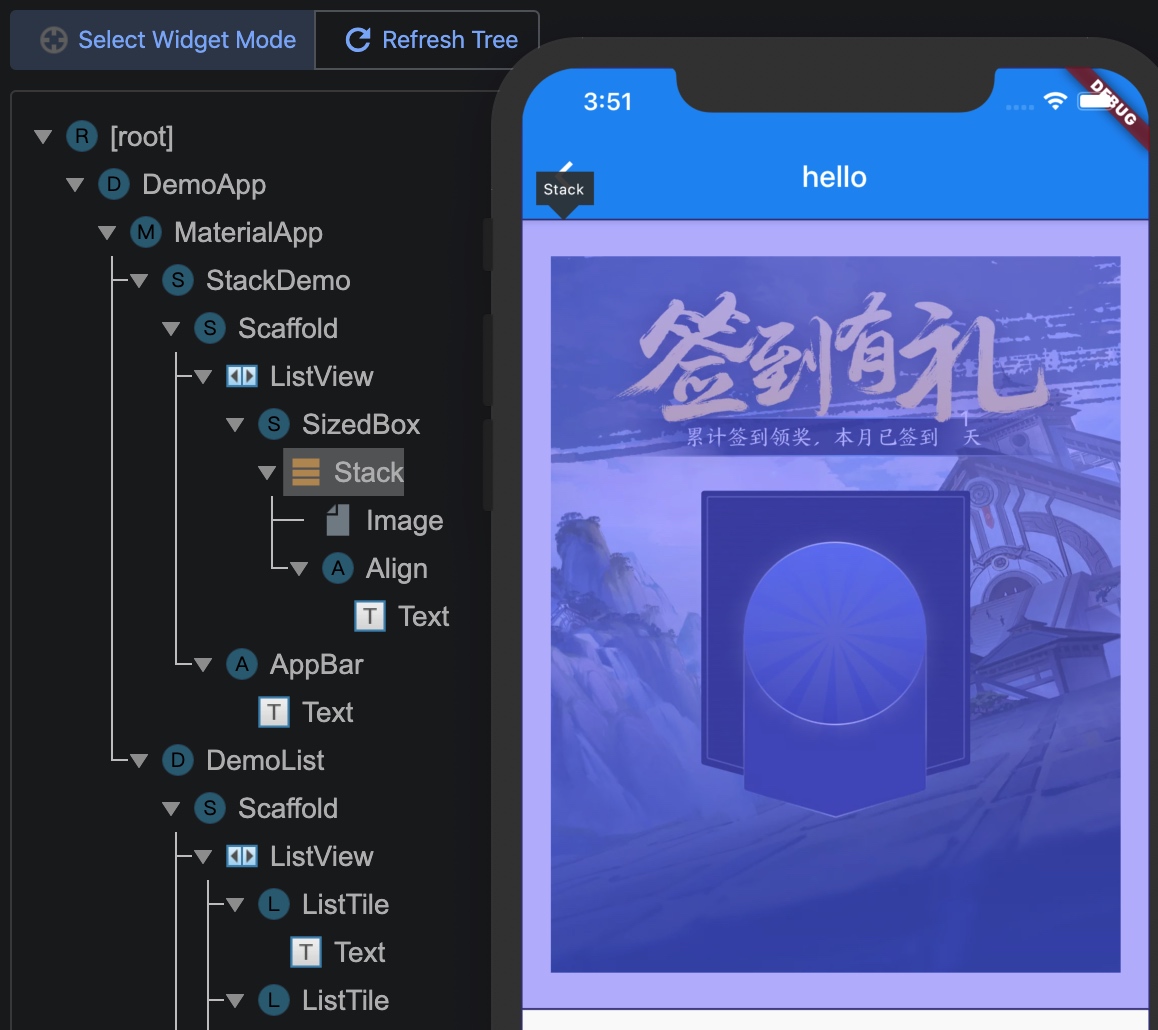 Select Widget Mode
Refresh Tree
R [root]
D DemoApp
M MaterialApp
S StackDemo
S Scaffold
ListView
S SizedBox
Stack
Image
A Align
T Text
A AppBar
T Text
D DemoList
S Scaffold
ListView
L ListTile
T Text
L ListTile
3:51
DEBUG
hello
Stack
签到有礼
1
累计签到领奖，本月已签到 天